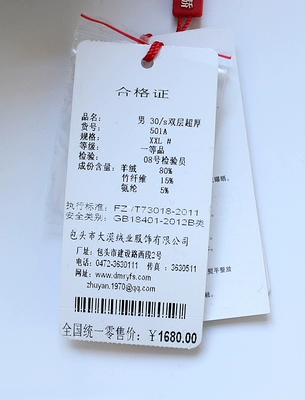 合格证
品名: 男 30/s双层超厚
货号: 501A
规格: XXL #
等级: 一等品
检验: 08号检验员
成份含量: 羊绒 80%
竹纤维 15%
氨纶 5%
执行标准: FZ/T73018-2011
安全类别: GB18401-2012B类
包头市大漠绒业服饰有限公司
厂址: 包头市建设路西段2号
电话: 0472-3630111 传真: 3630511
www.dmryfs.com
zhuyan.1970@qq.com
全国统一零售价: ¥1680.00